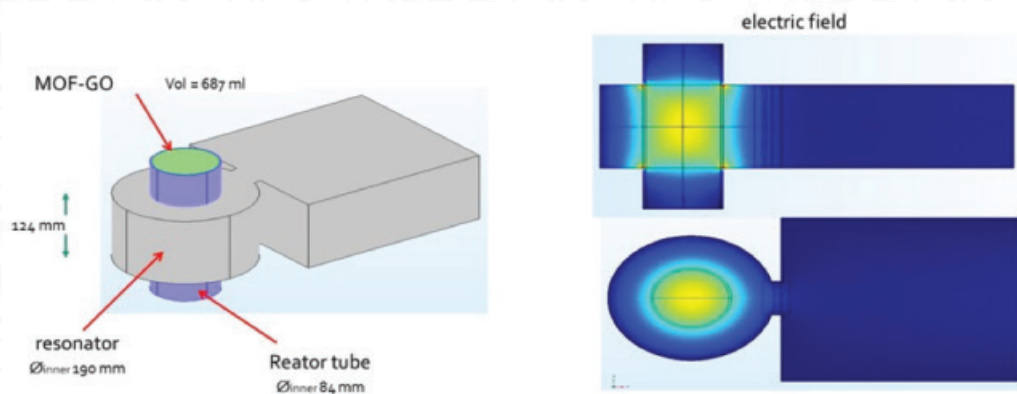 electric field
MOF-GO
Vol = 687 ml
124 mm
resonator
Øinner 190 mm
Reator tube
Øinner 84 mm